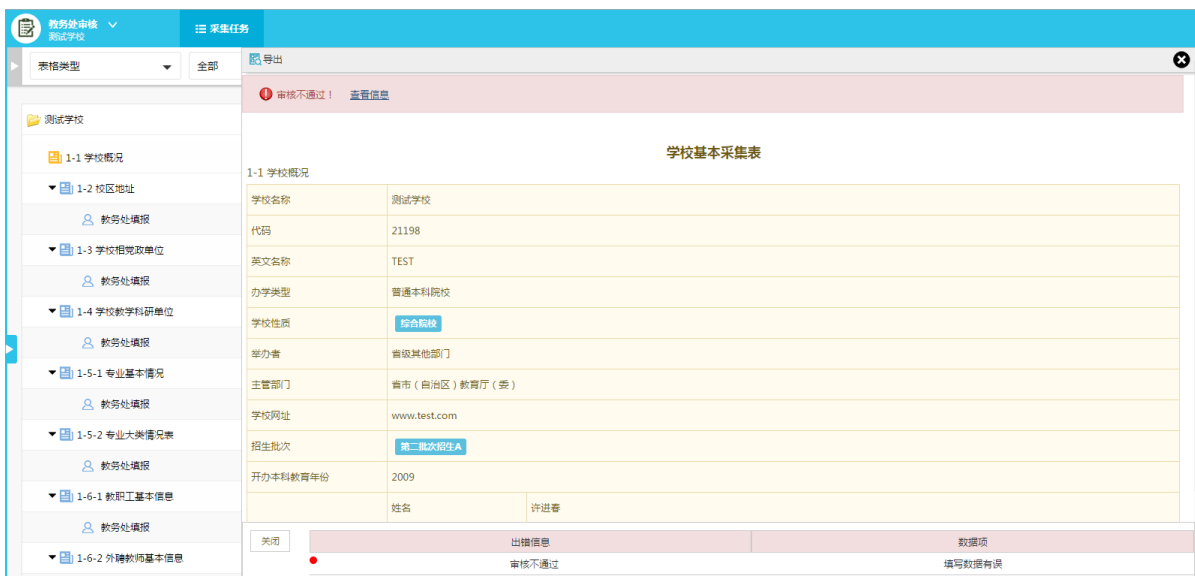 教务处审核
测试学校
采集任务
表格类型
全部
导出
审核不通过！ 查看信息
测试学校
1-1 学校概况
1-2 校区地址
教务处填报
1-3 学校相党政单位
教务处填报
1-4 学校教学科研单位
教务处填报
1-5-1 专业基本情况
教务处填报
1-5-2 专业大类情况表
教务处填报
1-6-1 教职工基本信息
教务处填报
1-6-2 外聘教师基本信息
学校基本采集表
1-1 学校概况
学校名称 测试学校
代码 21198
英文名称 TEST
办学类型 普通本科院校
学校性质 综合院校
举办者 省级其他部门
主管部门 省市（自治区）教育厅（委）
学校网址 www.test.com
招生批次 第二批次招生A
开办本科教育年份 2009
姓名 许进春
关闭
出错信息 数据项
审核不通过 填写数据有误